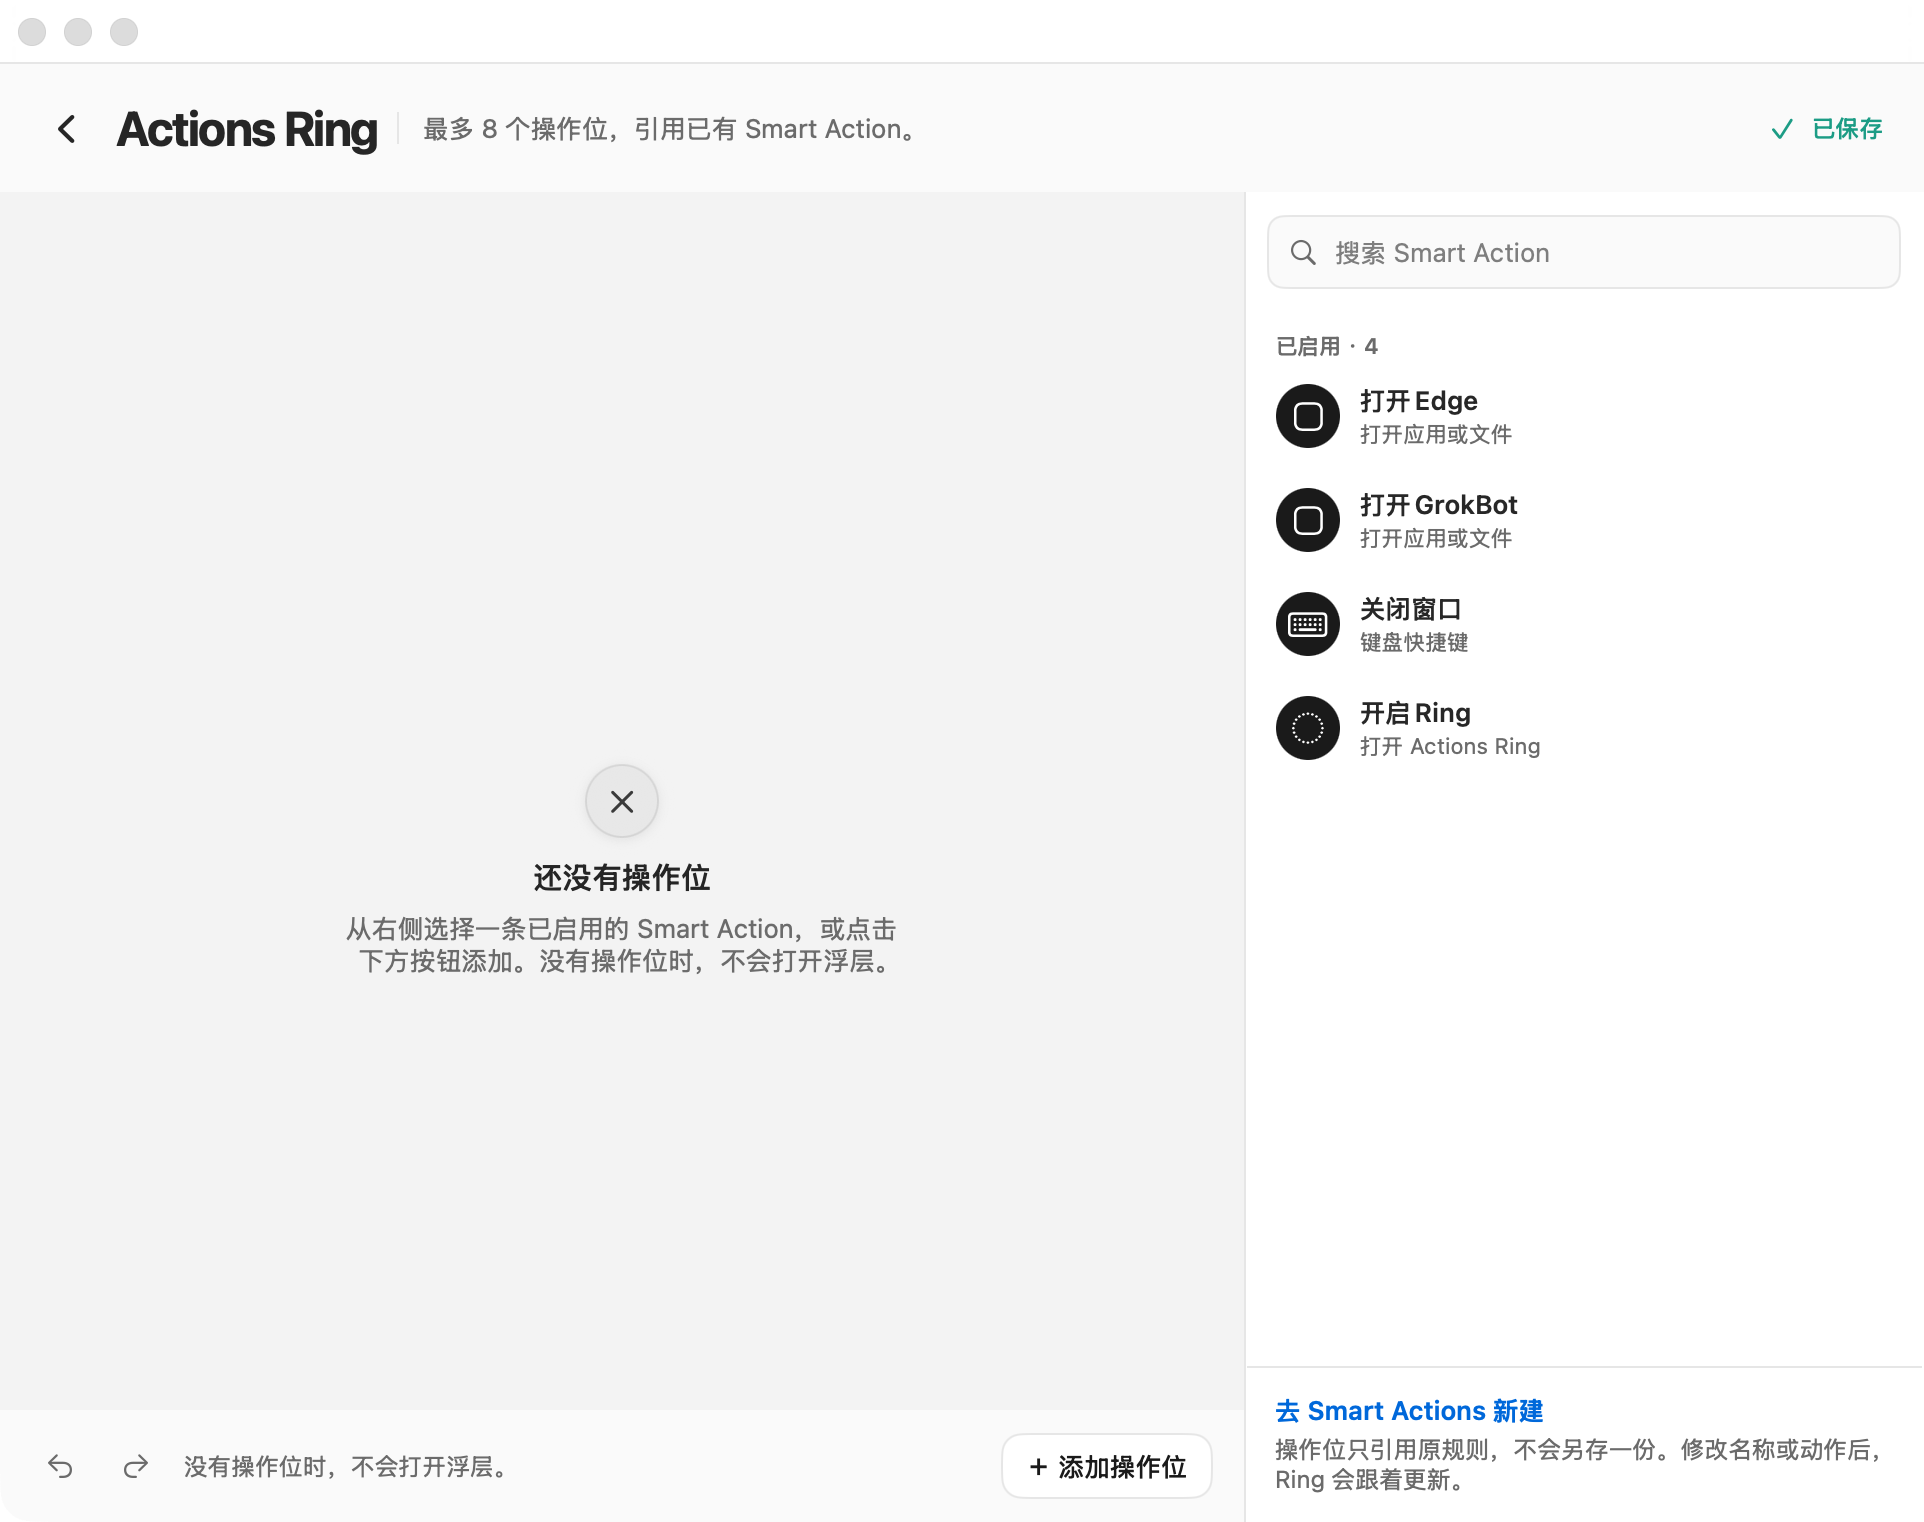 Actions Ring
最多 8 个操作位，引用已有 Smart Action。
已保存
搜索 Smart Action
已启用 · 4
打开 Edge
打开应用或文件
打开 GrokBot
打开应用或文件
关闭窗口
键盘快捷键
开启 Ring
打开 Actions Ring
还没有操作位
从右侧选择一条已启用的 Smart Action，或点击
下方按钮添加。没有操作位时，不会打开浮层。
没有操作位时，不会打开浮层。
+ 添加操作位
去 Smart Actions 新建
操作位只引用原规则，不会另存一份。修改名称或动作后，
Ring 会跟着更新。